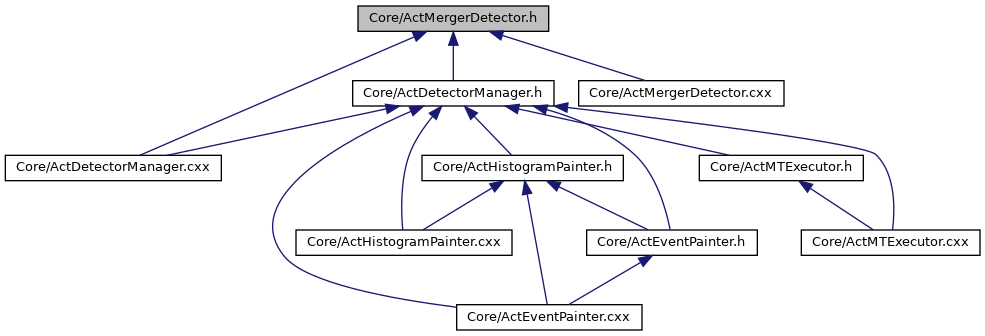 Core/ActMergerDetector.h
Core/ActDetectorManager.h
Core/ActMergerDetector.cxx
Core/ActDetectorManager.cxx
Core/ActHistogramPainter.h
Core/ActMTExecutor.h
Core/ActHistogramPainter.cxx
Core/ActEventPainter.h
Core/ActMTExecutor.cxx
Core/ActEventPainter.cxx